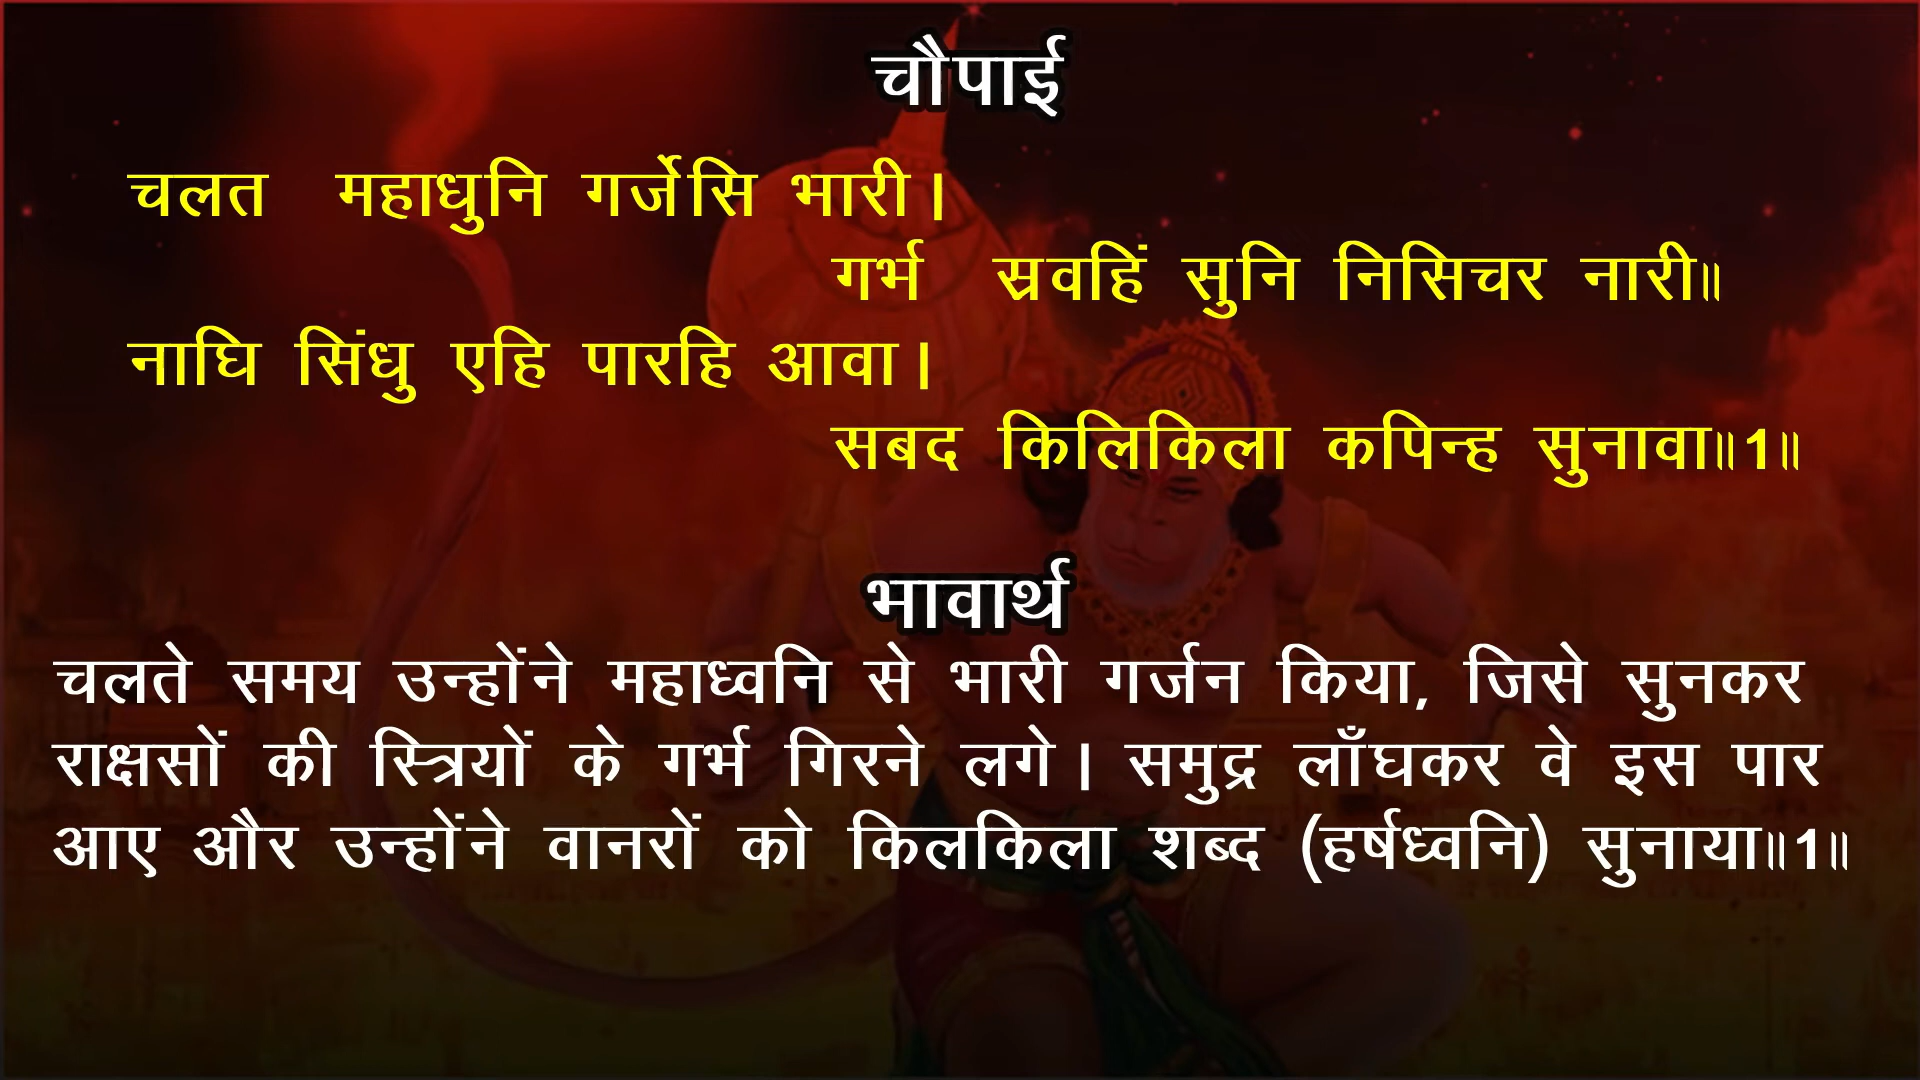 चौपाई
चलत महाधुनि गर्जेसि भारी।
गर्भ स्रवहिं सुनि निसिचर नारी॥
नाघि सिंधु एहि पारहि आवा।
सबद किलिकिला कपिन्ह सुनावा॥1॥
भावार्थ
चलते समय उन्होंने महाध्वनि से भारी गर्जन किया, जिसे सुनकर
राक्षसों की स्त्रियों के गर्भ गिरने लगे। समुद्र लाँघकर वे इस पार
आए और उन्होंने वानरों को किलकिला शब्द (हर्षध्वनि) सुनाया॥1॥